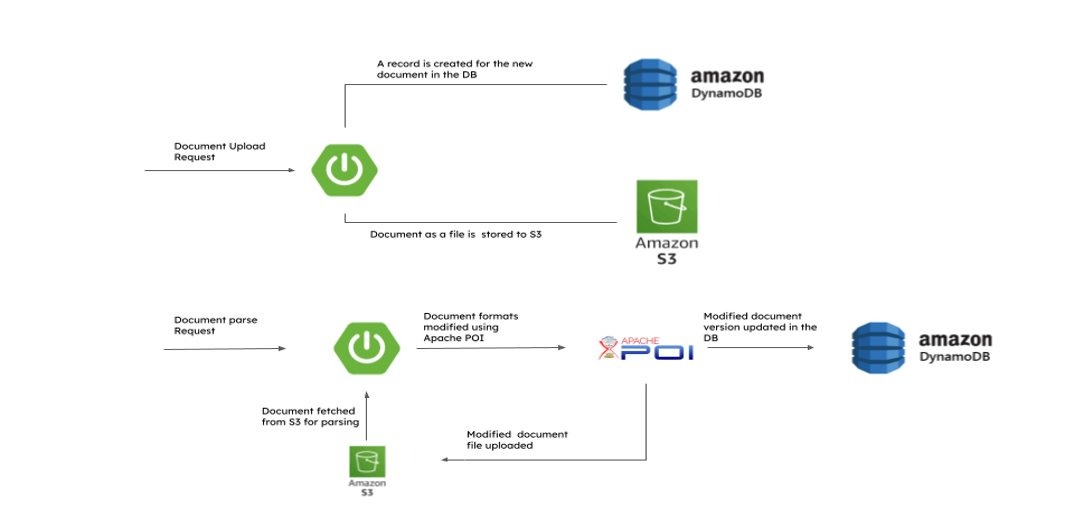 A record is created for the new
document in the DB
amazon
DynamoDB
Document Upload
Request
Document as a file is stored to S3
Amazon
S3
Document parse
Request
Document formats
modified using
Apache POI
APACHE
POI
Modified document
version updated in the
DB
amazon
DynamoDB
Document fetched
from S3 for parsing
Modified document
file uploaded
Amazon
S3